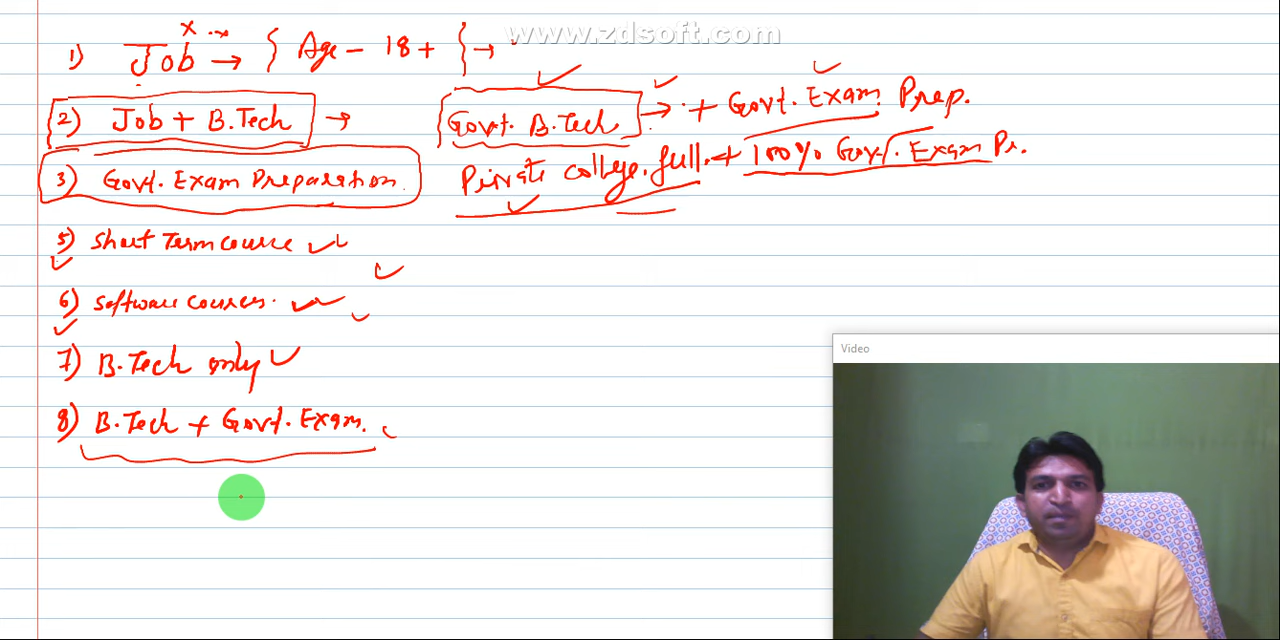 www.zdsoft.com
1) Job → { Age - 18+ } →
2) Job + B.Tech → Govt. B.Tech → + Govt. Exam Prep.
3) Govt. Exam Preparation. Private college. full. + 100% Govt. Exam Pr.
5) Short Term course
6) Software courses.
7) B.Tech only
8) B.Tech + Govt. Exam.
Video